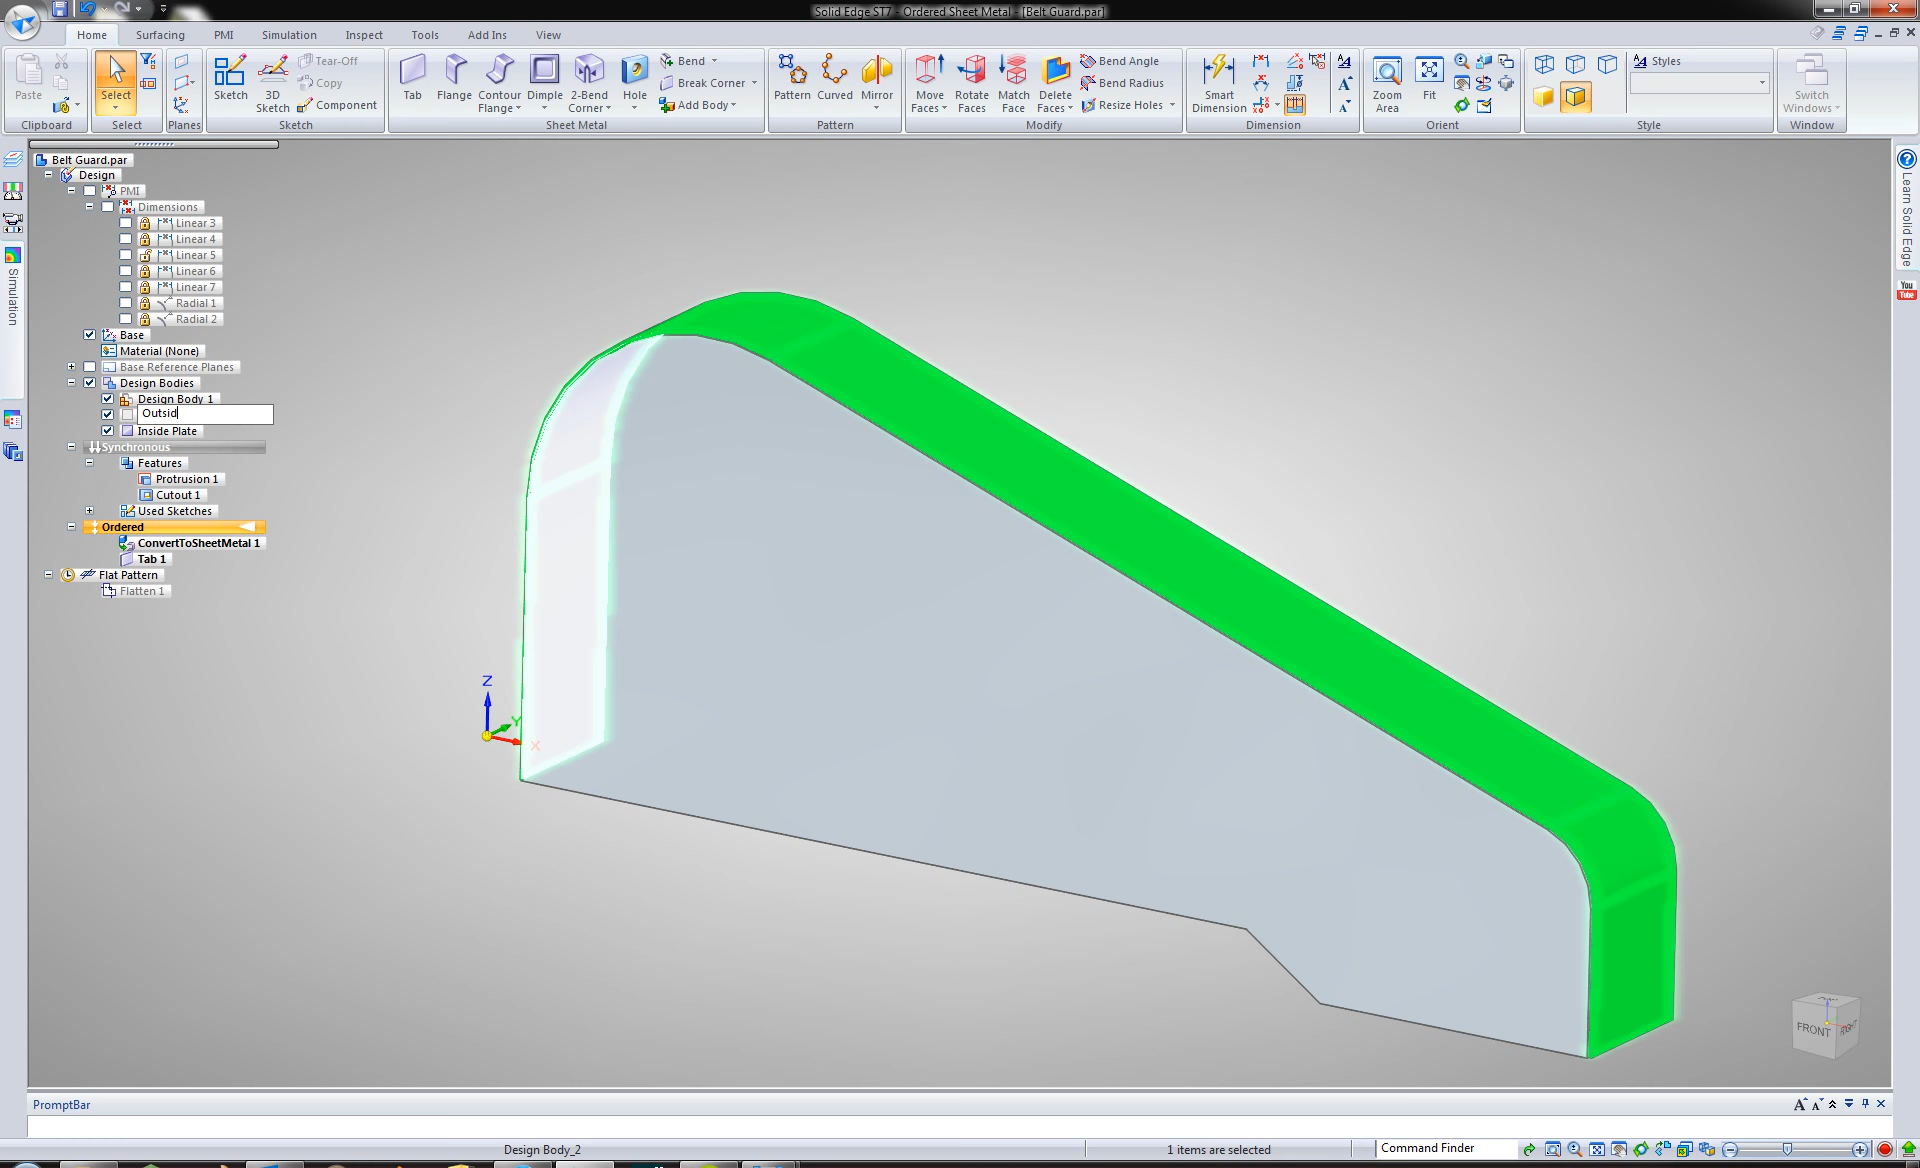 Solid Edge ST7 - Ordered Sheet Metal - [Belt Guard.par]
Home Surfacing PMI Simulation Inspect Tools Add Ins View
Paste
Clipboard
Select
Select
Planes
Sketch
3D
Sketch
Tear-Off
Copy
Component
Sketch
Tab
Flange
Contour
Flange
Dimple
2-Bend
Corner
Hole
Bend
Break Corner
Add Body
Sheet Metal
Pattern
Curved
Mirror
Pattern
Move
Faces
Rotate
Faces
Match
Face
Delete
Faces
Bend Angle
Bend Radius
Resize Holes
Modify
Smart
Dimension
Dimension
Zoom
Area
Fit
Orient
Styles
Style
Switch
Windows
Window
Belt Guard.par
Design
PMI
Dimensions
Linear 3
Linear 4
Linear 5
Linear 6
Linear 7
Radial 1
Radial 2
Base
Material (None)
Base Reference Planes
Design Bodies
Design Body_1
Outsid
Inside Plate
Synchronous
Features
Protrusion 1
Cutout 1
Used Sketches
Ordered
ConvertToSheetMetal 1
Tab 1
Flat Pattern
Flatten 1
Simulation
Learn Solid Edge
You
Tube
Z
Y
X
FRONT
RIGHT
PromptBar
Design Body_2
1 items are selected
Command Finder